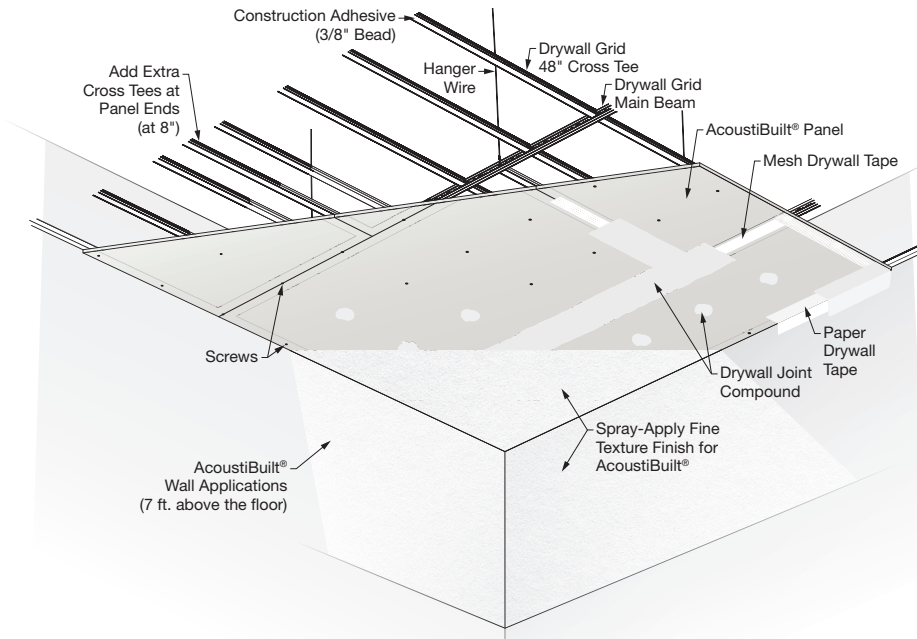 Construction Adhesive
(3/8" Bead)
Drywall Grid
48" Cross Tee
Hanger
Wire
Drywall Grid
Main Beam
Add Extra
Cross Tees at
Panel Ends
(at 8")
AcoustiBuilt® Panel
Mesh Drywall Tape
Screws
Paper
Drywall
Tape
Drywall Joint
Compound
Spray-Apply Fine
Texture Finish for
AcoustiBuilt®
AcoustiBuilt®
Wall Applications
(7 ft. above the floor)